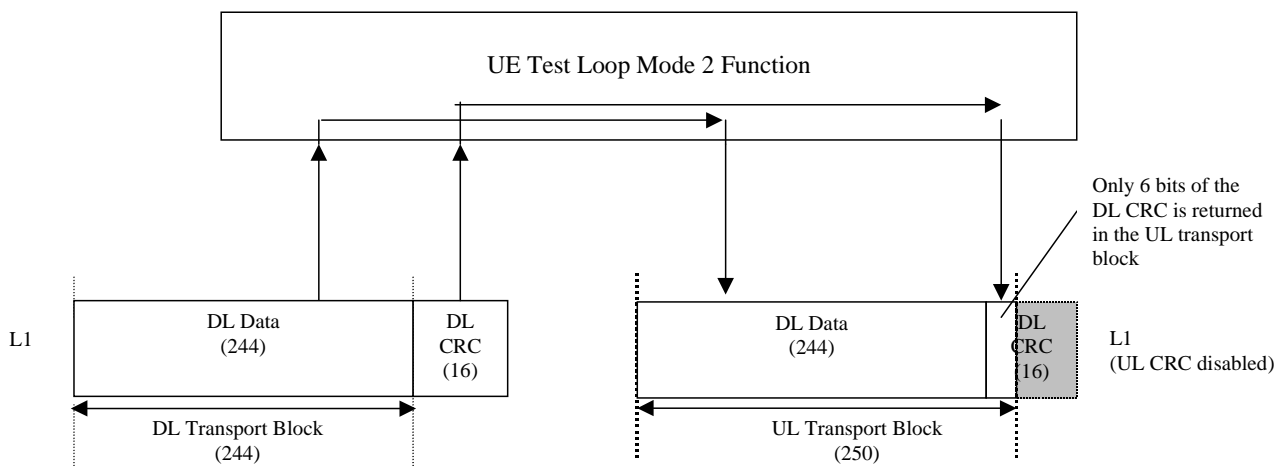 UE Test Loop Mode 2 Function
Only 6 bits of the
DL CRC is returned
in the UL transport
block
L1
DL Data
(244)
DL
CRC
(16)
DL Data
(244)
DL
CRC
(16)
L1
(UL CRC disabled)
DL Transport Block
(244)
UL Transport Block
(250)